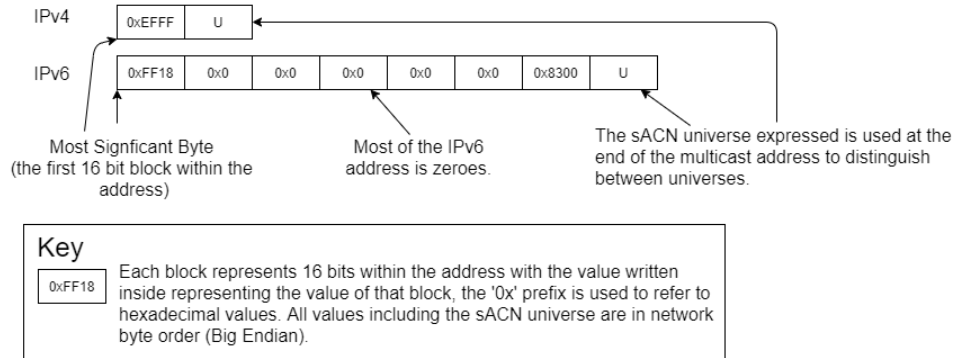 IPv4
0xEFFF U
IPv6
0xFF18 0x0 0x0 0x0 0x0 0x0 0x8300 U
Most Signficant Byte
(the first 16 bit block within the
address)
Most of the IPv6
address is zeroes.
The sACN universe expressed is used at the
end of the multicast address to distinguish
between universes.
Key
0xFF18
Each block represents 16 bits within the address with the value written
inside representing the value of that block, the '0x' prefix is used to refer to
hexadecimal values. All values including the sACN universe are in network
byte order (Big Endian).